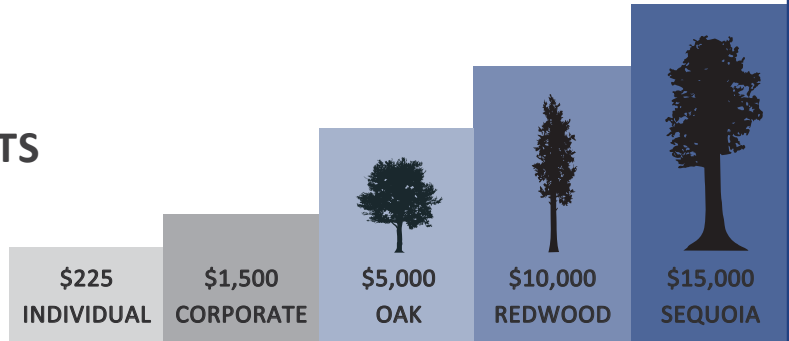 TS
$225
INDIVIDUAL
$1,500
CORPORATE
$5,000
OAK
$10,000
REDWOOD
$15,000
SEQUOIA